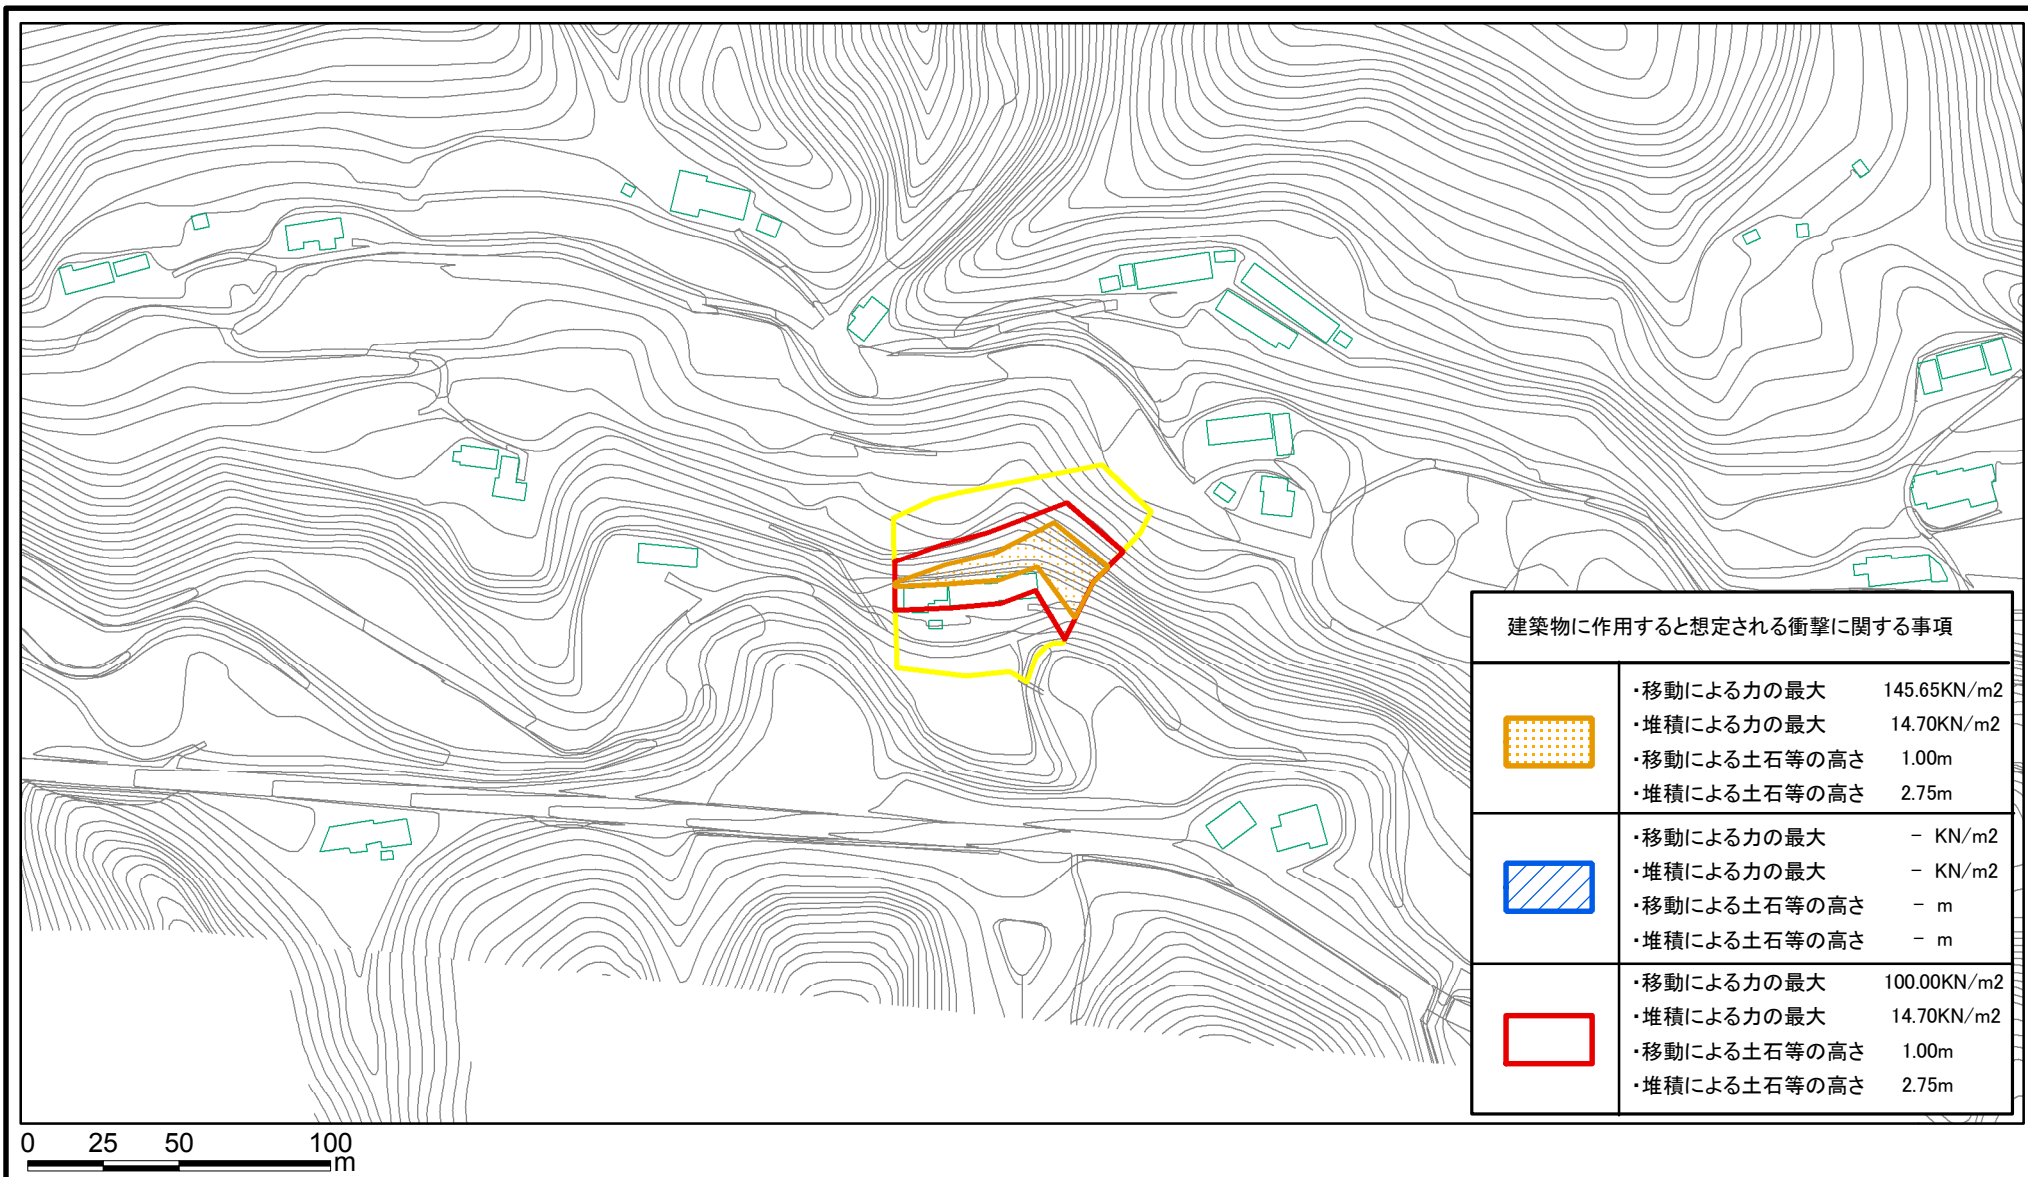 建築物に作用すると想定される衝撃に関する事項
・移動による力の最大 145.65KN/m2
・堆積による力の最大 14.70KN/m2
・移動による土石等の高さ 1.00m
・堆積による土石等の高さ 2.75m
・移動による力の最大 － KN/m2
・堆積による力の最大 － KN/m2
・移動による土石等の高さ － m
・堆積による土石等の高さ － m
・移動による力の最大 100.00KN/m2
・堆積による力の最大 14.70KN/m2
・移動による土石等の高さ 1.00m
・堆積による土石等の高さ 2.75m
0 25 50 100
m